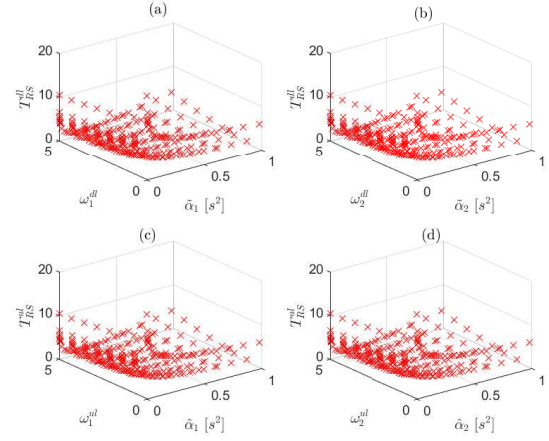 (a)
20
10
0
T_{RS}^{dl}
5
0
ω_1^{dl}
0
0.5
1
α̃_1 [s^2]
(b)
20
10
0
T_{RS}^{dl}
5
0
ω_2^{dl}
0
0.5
1
α̃_2 [s^2]
(c)
20
10
0
T_{RS}^{ul}
5
0
ω_1^{ul}
0
0.5
1
α̂_1 [s^2]
(d)
20
10
0
T_{RS}^{ul}
5
0
ω_2^{ul}
0
0.5
1
α̂_2 [s^2]